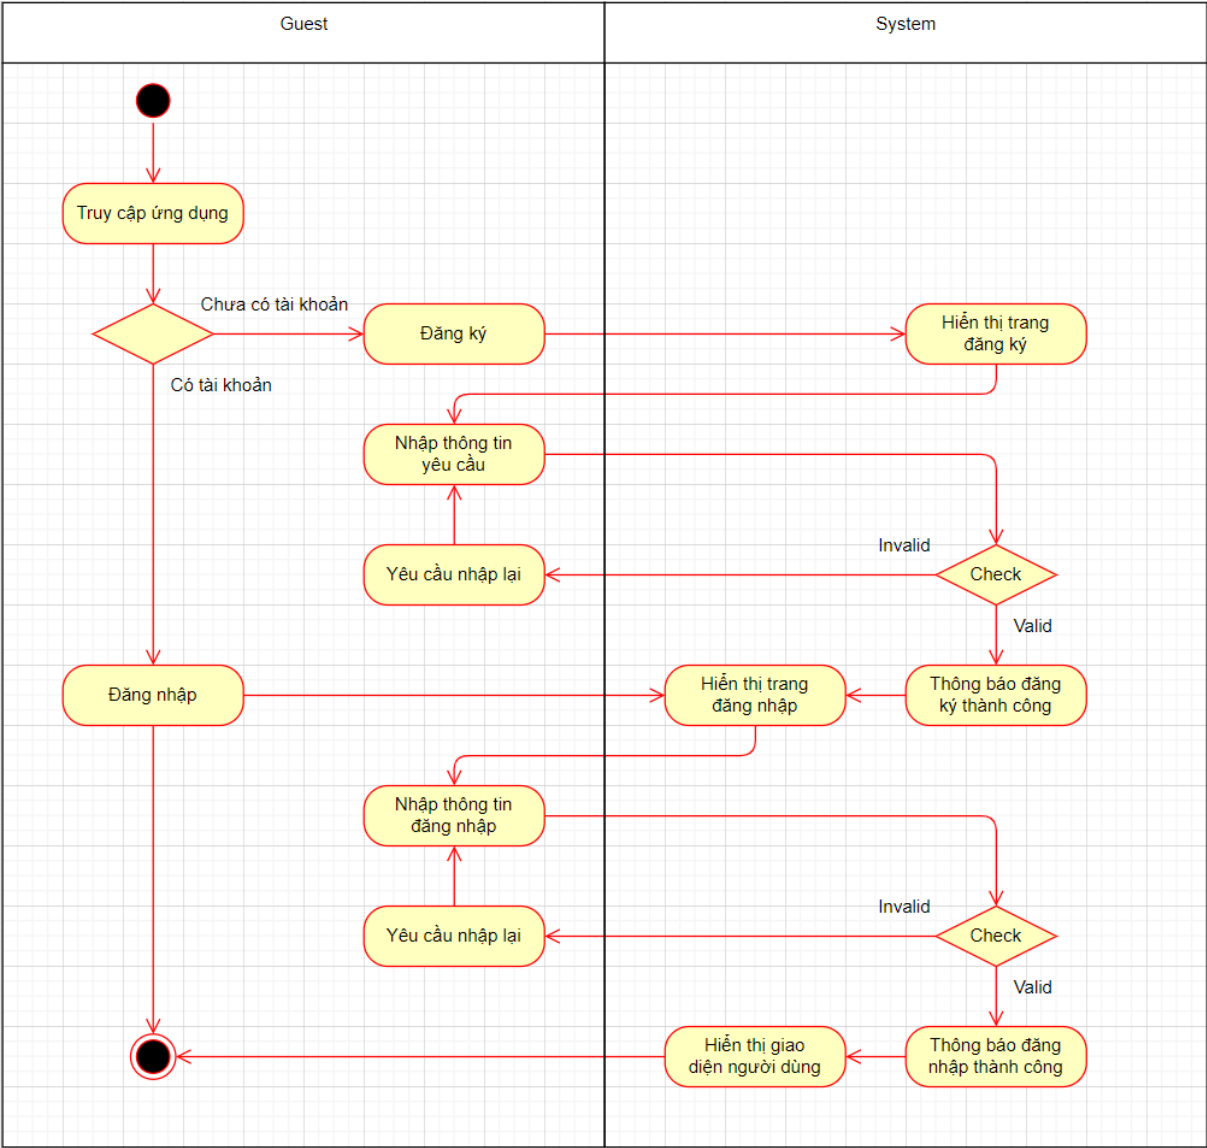 Guest
System
Truy cập ứng dụng
Chưa có tài khoản
Đăng ký
Hiển thị trang
đăng ký
Có tài khoản
Nhập thông tin
yêu cầu
Invalid
Yêu cầu nhập lại
Check
Valid
Đăng nhập
Hiển thị trang
đăng nhập
Thông báo đăng
ký thành công
Nhập thông tin
đăng nhập
Invalid
Yêu cầu nhập lại
Check
Valid
Hiển thị giao
diện người dùng
Thông báo đăng
nhập thành công